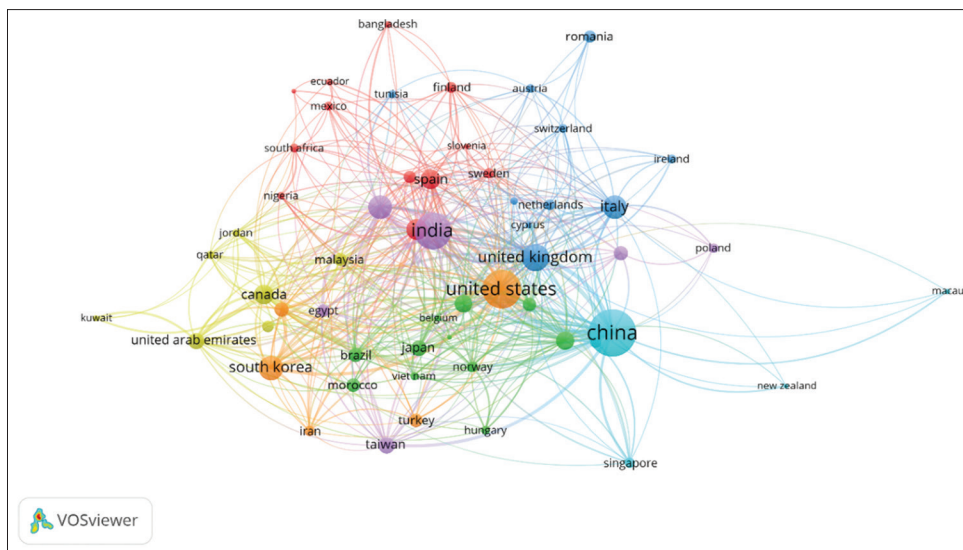 bangladesh
romania
ecuador
tunisia
finland
austria
mexico
switzerland
south africa
slovenia
ireland
spain
sweden
nigeria
netherlands
italy
cyprus
india
jordan
poland
qatar
malaysia
united kingdom
united states
canada
macau
kuwait
egypt
belgium
china
united arab emirates
brazil
japan
south korea
norway
viet nam
morocco
new zealand
turkey
iran
hungary
taiwan
singapore
VOSviewer